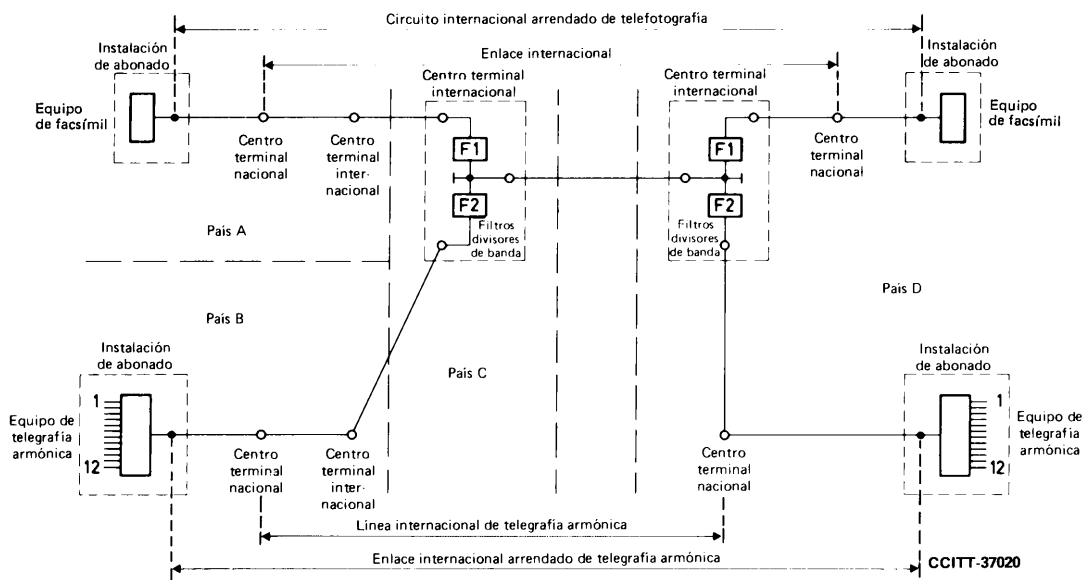 Circuito internacional arrendado de telefotografía
Instalación
de abonado
Enlace internacional
Instalación
de abonado
Centro terminal
internacional
Centro terminal
internacional
Equipo
de facsímil
Equipo
de facsímil
Centro
terminal
nacional
Centro
terminal
inter-
nacional
F1
F1
Centro
terminal
nacional
F2
F2
Filtros
divisores
de banda
Filtros
divisores
de banda
País A
País D
País B
País C
Instalación
de abonado
Instalación
de abonado
1
1
Equipo de
telegrafía
armónica
Equipo de
telegrafía
armónica
12
12
Centro
terminal
nacional
Centro
terminal
inter-
nacional
Centro
terminal
nacional
Línea internacional de telegrafía armónica
Enlace internacional arrendado de telegrafía armónica
CCITT-37020